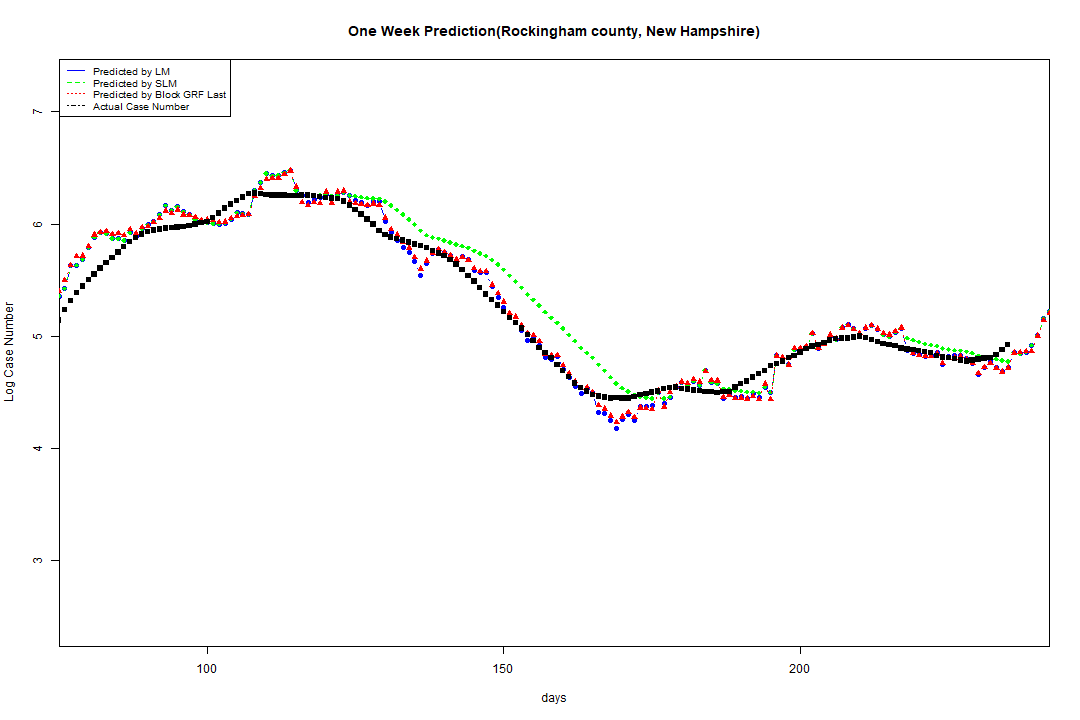 One Week Prediction(Rockingham county, New Hampshire)
Predicted by LM
Predicted by SLM
Predicted by Block GRF Last
Actual Case Number
7
6
5
4
3
Log Case Number
100 150 200
days